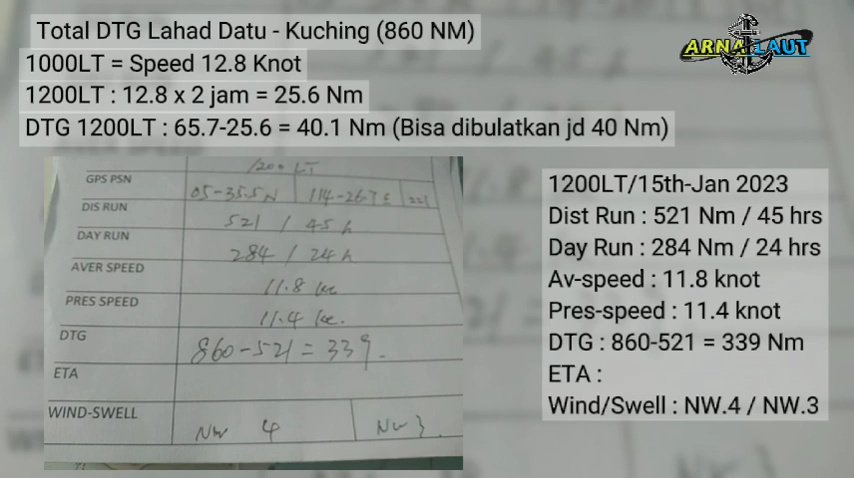 Total DTG Lahad Datu - Kuching (860 NM)
ARNA LAUT
1000LT = Speed 12.8 Knot
1200LT : 12.8 x 2 jam = 25.6 Nm
DTG 1200LT : 65.7-25.6 = 40.1 Nm (Bisa dibulatkan jd 40 Nm)
1200 LT
GPS PSN 05-35.5 N 114-26.7 E 221
DIS RUN 521 / 45 h
DAY RUN 284 / 24 h
AVER SPEED 11.8
PRES SPEED 11.4
DTG 860-521 = 339.
ETA
WIND-SWELL NW 4 NW 3
1200LT/15th-Jan 2023
Dist Run : 521 Nm / 45 hrs
Day Run : 284 Nm / 24 hrs
Av-speed : 11.8 knot
Pres-speed : 11.4 knot
DTG : 860-521 = 339 Nm
ETA :
Wind/Swell : NW.4 / NW.3